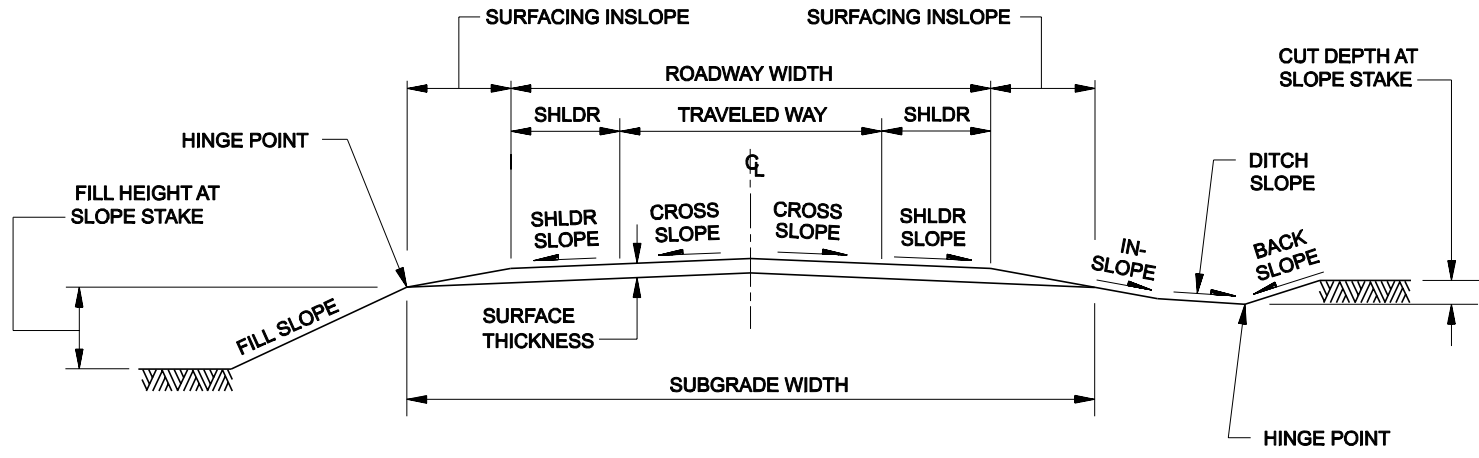 SURFACING INSLOPE
SURFACING INSLOPE
CUT DEPTH AT
SLOPE STAKE
ROADWAY WIDTH
SHLDR
TRAVELED WAY
SHLDR
HINGE POINT
CL
DITCH
SLOPE
FILL HEIGHT AT
SLOPE STAKE
SHLDR
SLOPE
CROSS
SLOPE
CROSS
SLOPE
SHLDR
SLOPE
IN-
SLOPE
BACK
SLOPE
FILL SLOPE
SURFACE
THICKNESS
SUBGRADE WIDTH
HINGE POINT